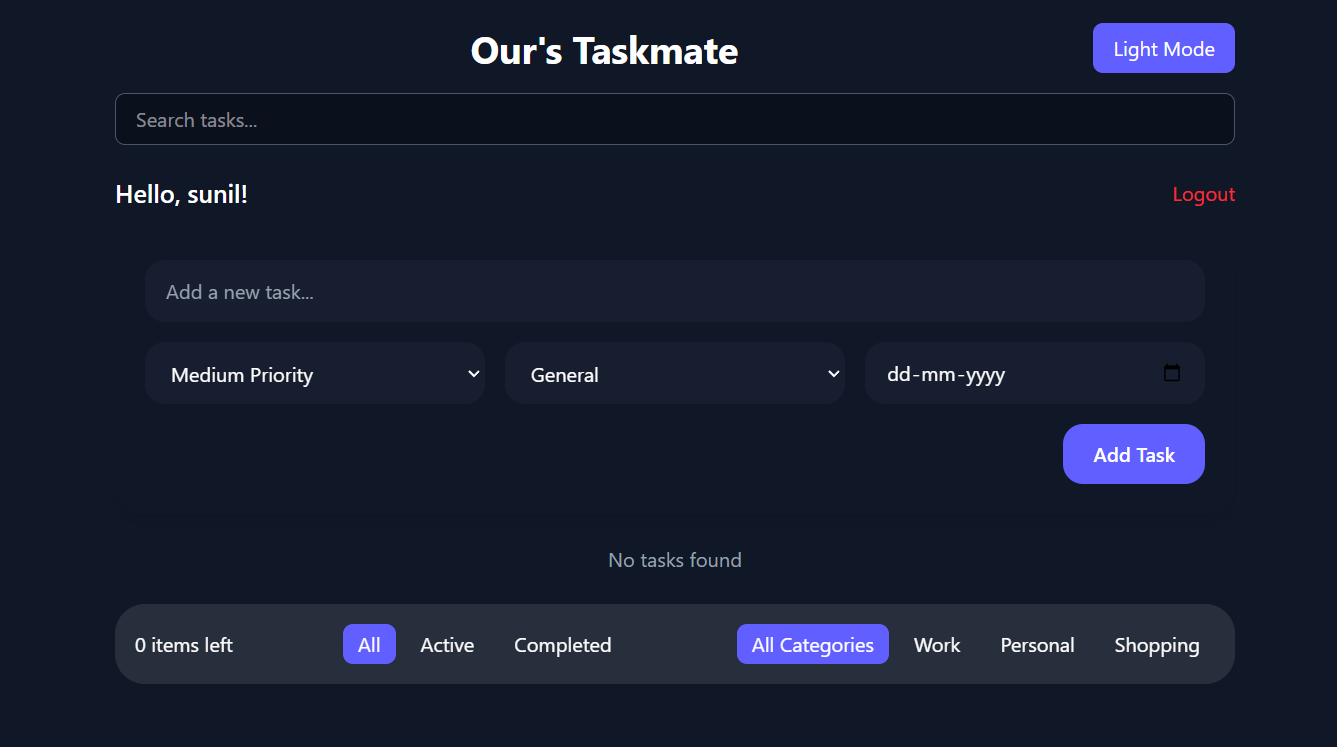 Our's Taskmate
Light Mode
Search tasks...
Hello, sunil!
Logout
Add a new task...
Medium Priority
General
dd-mm-yyyy
Add Task
No tasks found
0 items left
All
Active
Completed
All Categories
Work
Personal
Shopping